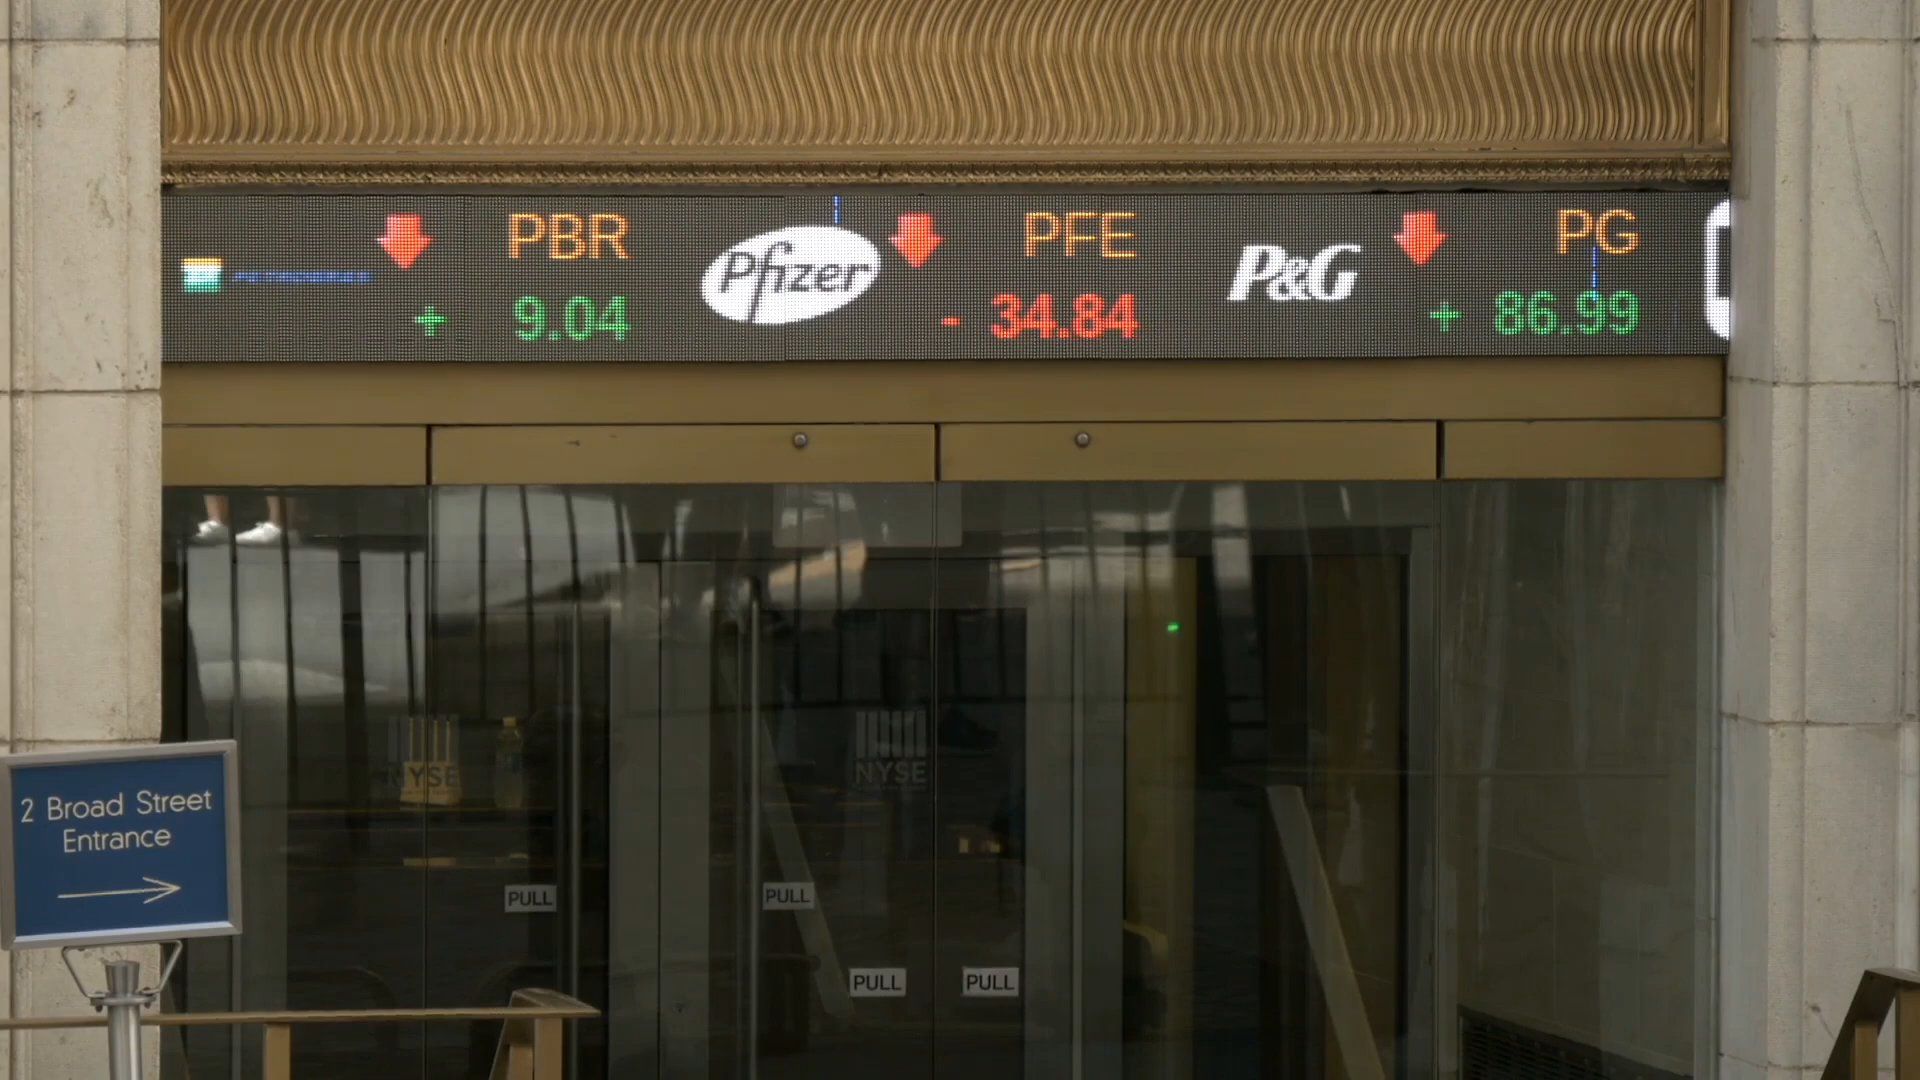 PBR
+ 9.04
Pfizer
PFE
- 34.84
P&G
PG
+ 86.99
NYSE
NYSE
2 Broad Street
Entrance
PULL
PULL
PULL
PULL